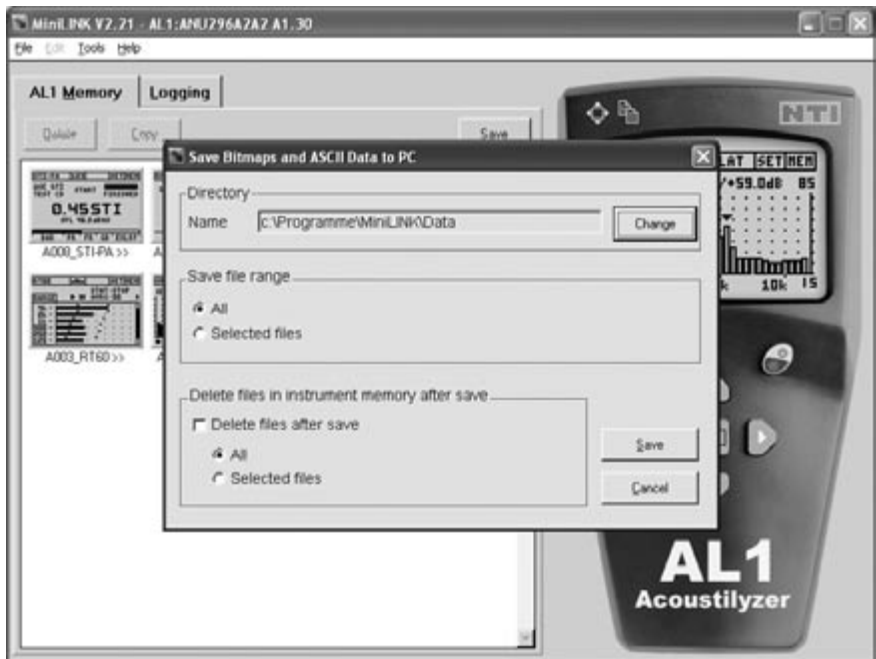 MiniLINK V2.21 - AL1:ANU296A2A2 A1.30
File Edit Tools Help
AL1 Memory Logging
Delete Copy Save
Save Bitmaps and ASCII Data to PC
Directory
Name c:\Programme\MiniLINK\Data Change
Save file range
All
Selected files
Delete files in instrument memory after save
Delete files after save
All
Selected files
Save
Cancel
START
0.45STI
A008_STI-PA >>
A003_RT60 >>
NTI
SET MEM
+59.0dB 85
10k 15
AL1
Acoustilyzer